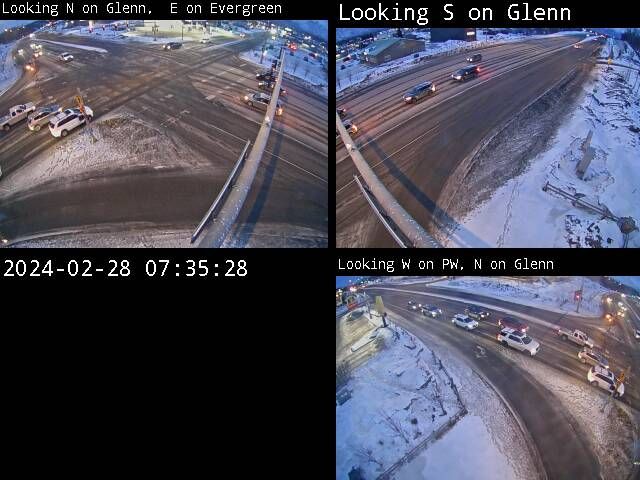 Looking N on Glenn, E on Evergreen
Looking S on Glenn
2024-02-28 07:35:28
Looking W on PW, N on Glenn